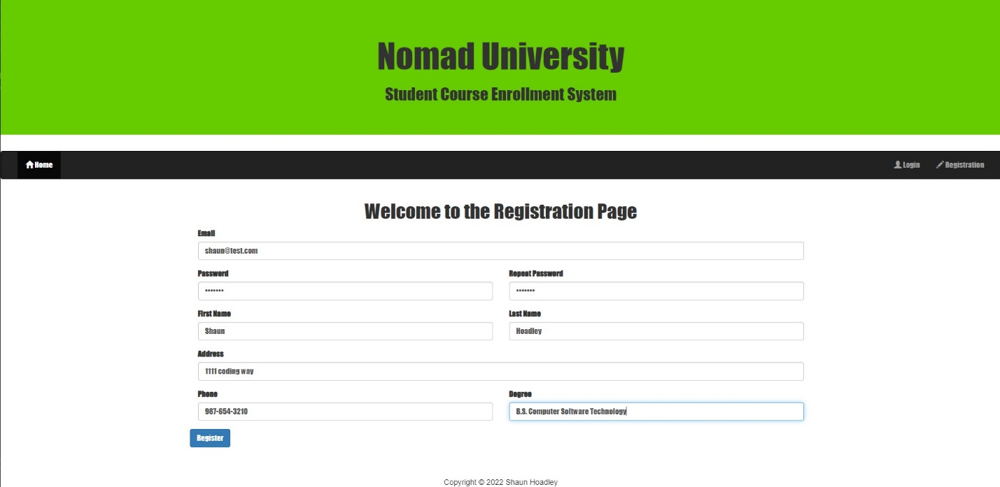 Nomad University
Student Course Enrollment System
Home
Login
Registration
Welcome to the Registration Page
Email
shaun@test.com
Password
Repeat Password
•••••••
•••••••
First Name
Last Name
Shaun
Hoadley
Address
1111 coding way
Phone
Degree
987-654-3210
B.S. Computer Software Technology
Register
Copyright © 2022 Shaun Hoadley